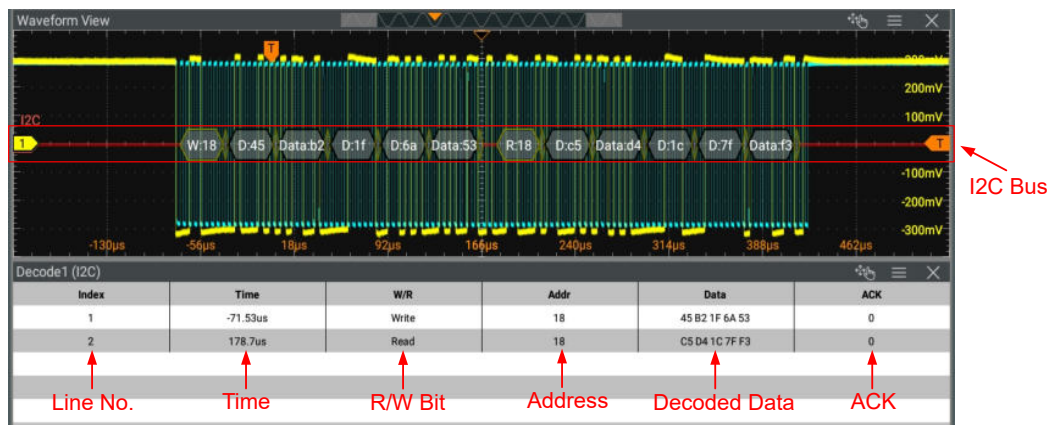 Waveform View
T
200mV
I2C
100mV
1
W:18 D:45 Data:b2 D:1f D:6a Data:53 R:18 D:c5 Data:d4 D:1c D:7f Data:f3
T
I2C Bus
-100mV
-200mV
-300mV
-130µs -56µs 18µs 92µs 166µs 240µs 314µs 388µs 462µs
Decode1 (I2C)
Index Time W/R Addr Data ACK
1 -71.53us Write 18 45 B2 1F 6A 53 0
2 178.7us Read 18 C5 D4 1C 7F F3 0
Line No. Time R/W Bit Address Decoded Data ACK